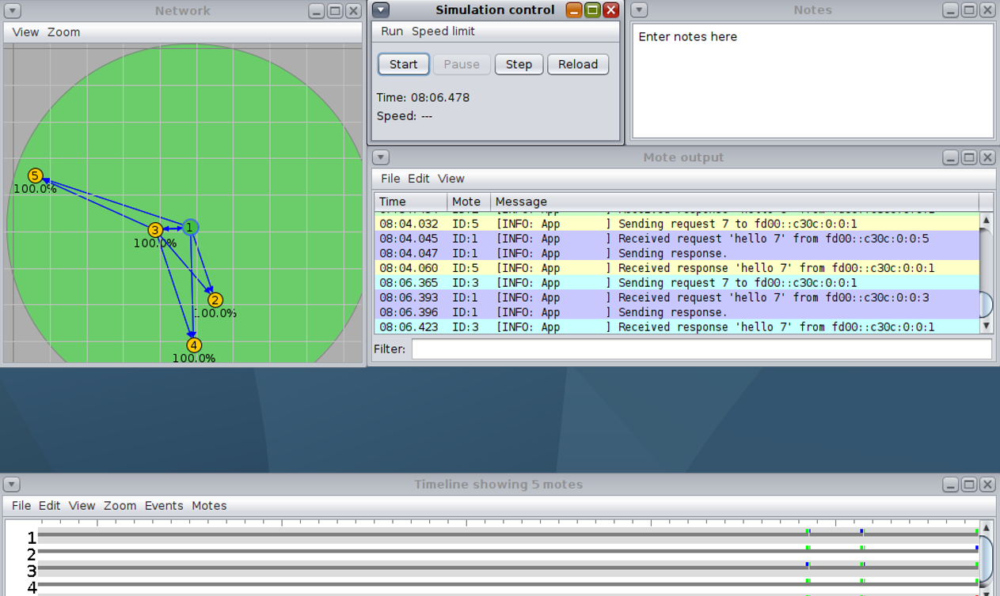 Network
View Zoom
5
100.0%
3
1
100.0%
2
100.0%
4
100.0%
Simulation control
Run Speed limit
Start Pause Step Reload
Time: 08:06.478
Speed: ---
Notes
Enter notes here
Mote output
File Edit View
Time Mote Message
08:04.032 ID:5 [INFO: App ] Sending request 7 to fd00::c30c:0:0:1
08:04.045 ID:1 [INFO: App ] Received request 'hello 7' from fd00::c30c:0:0:5
08:04.047 ID:1 [INFO: App ] Sending response.
08:04.060 ID:5 [INFO: App ] Received response 'hello 7' from fd00::c30c:0:0:1
08:06.365 ID:3 [INFO: App ] Sending request 7 to fd00::c30c:0:0:1
08:06.393 ID:1 [INFO: App ] Received request 'hello 7' from fd00::c30c:0:0:3
08:06.396 ID:1 [INFO: App ] Sending response.
08:06.423 ID:3 [INFO: App ] Received response 'hello 7' from fd00::c30c:0:0:1
Filter:
Timeline showing 5 motes
File Edit View Zoom Events Motes
1
2
3
4